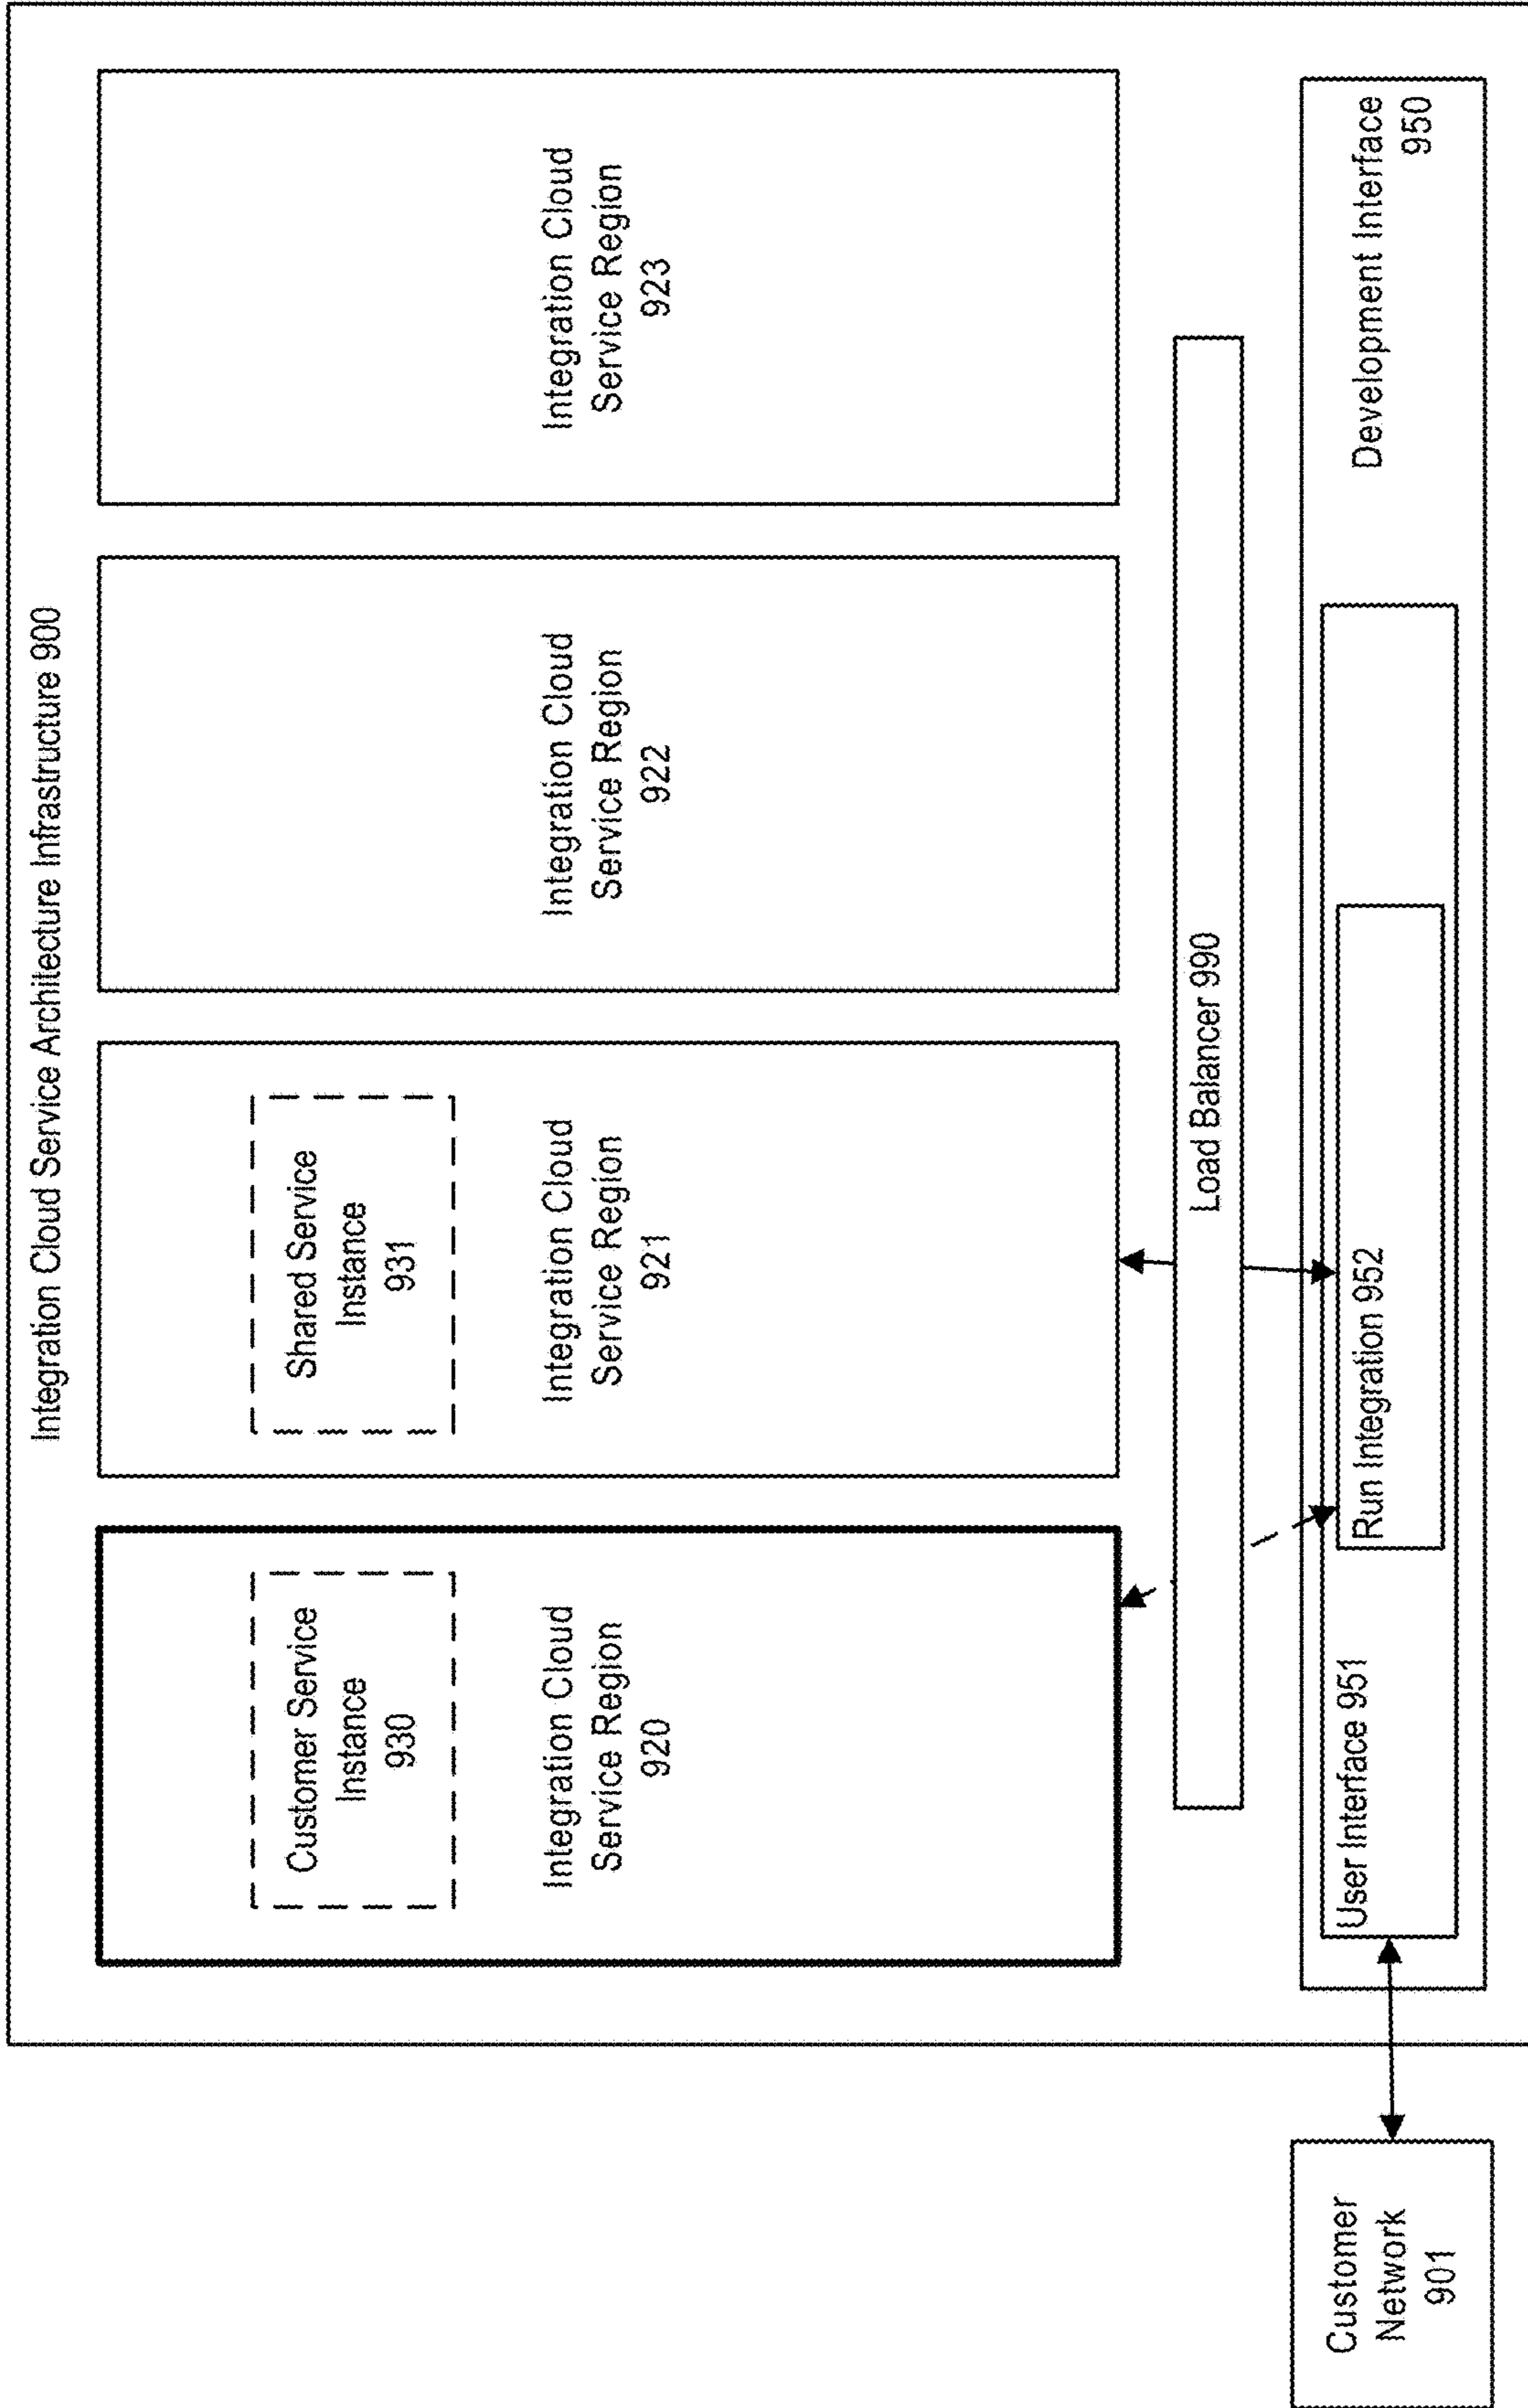 Integration Cloud Service Architecture Infrastructure 900
Customer Service
Instance
930
Integration Cloud
Service Region
920
Shared Service
Instance
931
Integration Cloud
Service Region
921
Integration Cloud
Service Region
922
Integration Cloud
Service Region
923
Load Balancer 990
Customer
Network
901
User Interface 951
Run Integration 952
Development Interface
950